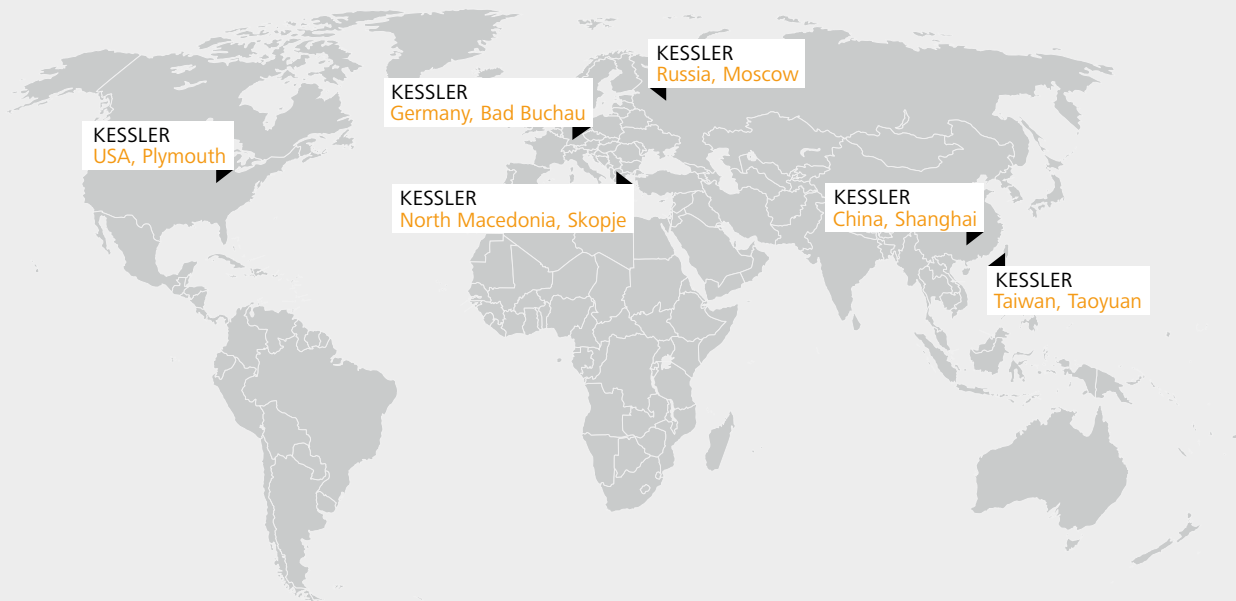 KESSLER
Russia, Moscow
KESSLER
Germany, Bad Buchau
KESSLER
USA, Plymouth
KESSLER
North Macedonia, Skopje
KESSLER
China, Shanghai
KESSLER
Taiwan, Taoyuan